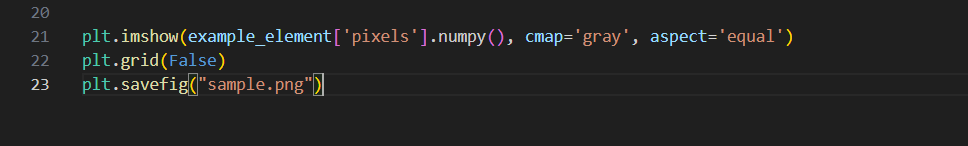 20
21 plt.imshow(example_element['pixels'].numpy(), cmap='gray', aspect='equal')
22 plt.grid(False)
23 plt.savefig("sample.png")